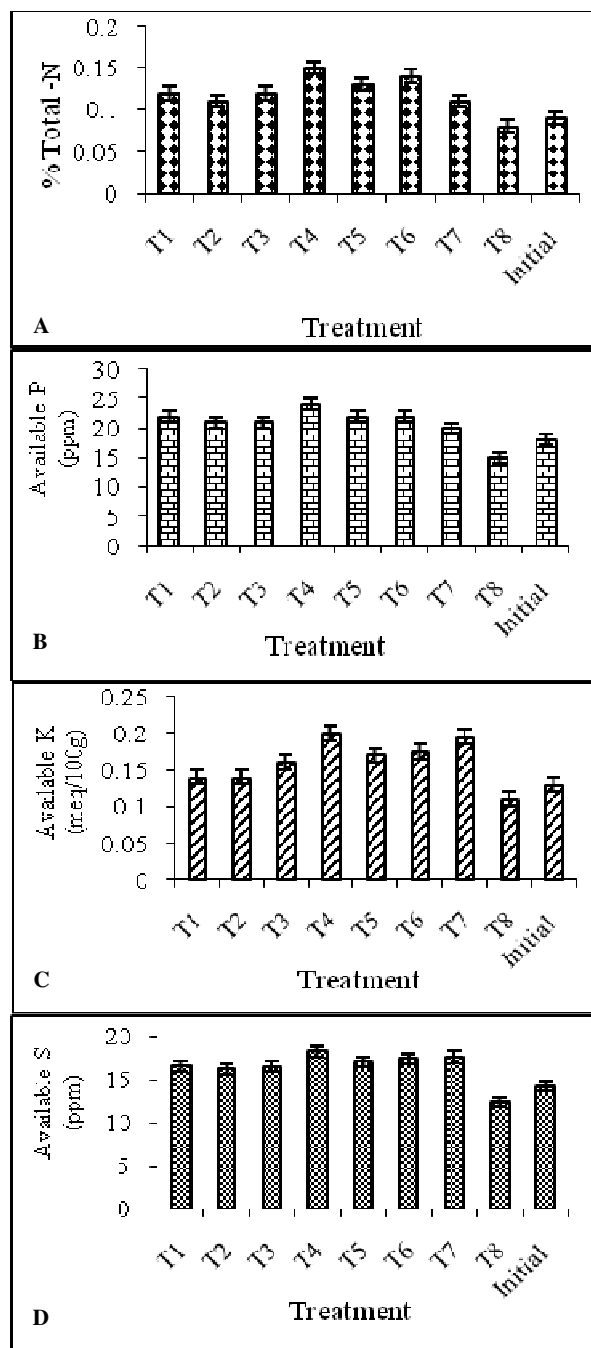 0.2
0.15
0.1
0.05
0
% Total -N
T1 T2 T3 T4 T5 T6 T7 T8 Initial
A
Treatment
30
25
20
15
10
5
0
Available P
(ppm)
T1 T2 T3 T4 T5 T6 T7 T8 Initial
Treatment
B
0.25
0.2
0.15
0.1
0.05
0
Available K
(meq/100g)
T1 T2 T3 T4 T5 T6 T7 T8 Initial
Treatment
C
20
15
10
5
0
Available S
(ppm)
T1 T2 T3 T4 T5 T6 T7 T8 Initial
Treatment
D